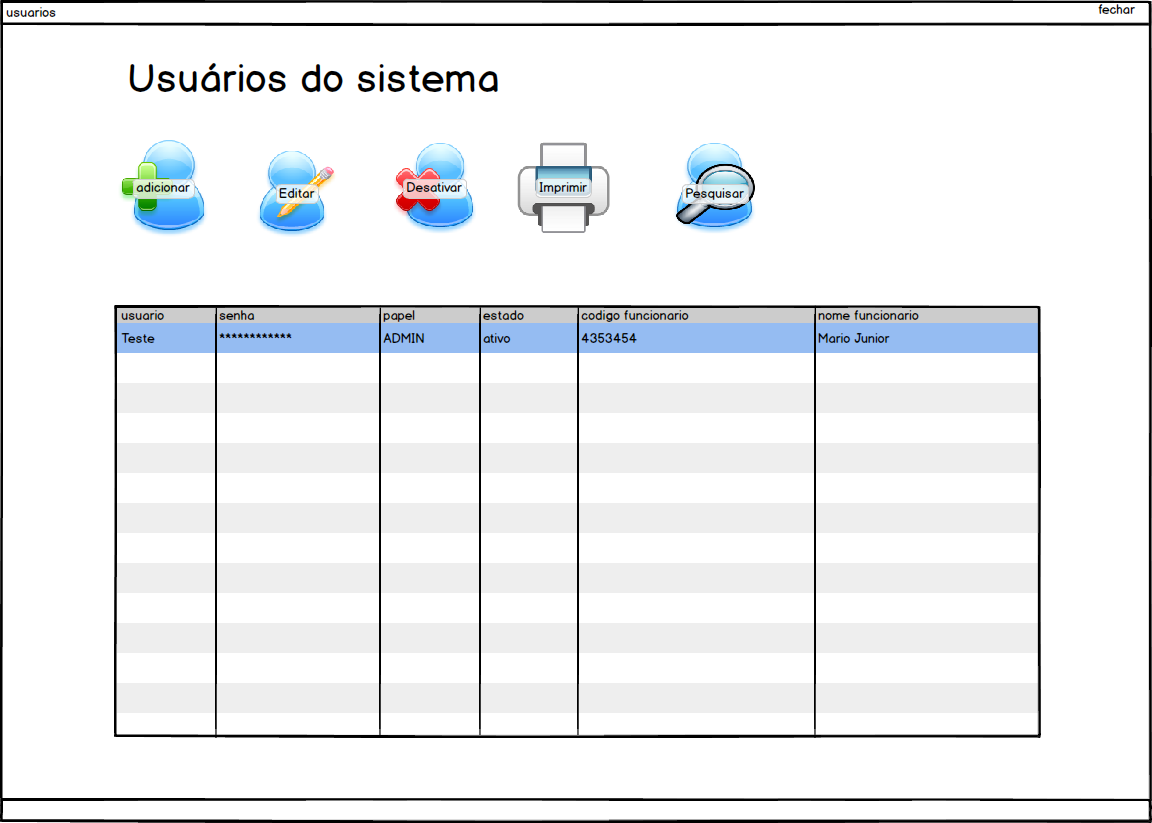 usuarios fechar
Usuários do sistema
adicionar Editar Desativar Imprimir Pesquisar
usuario senha papel estado codigo funcionario nome funcionario
Teste ************ ADMIN ativo 4353454 Mario Junior